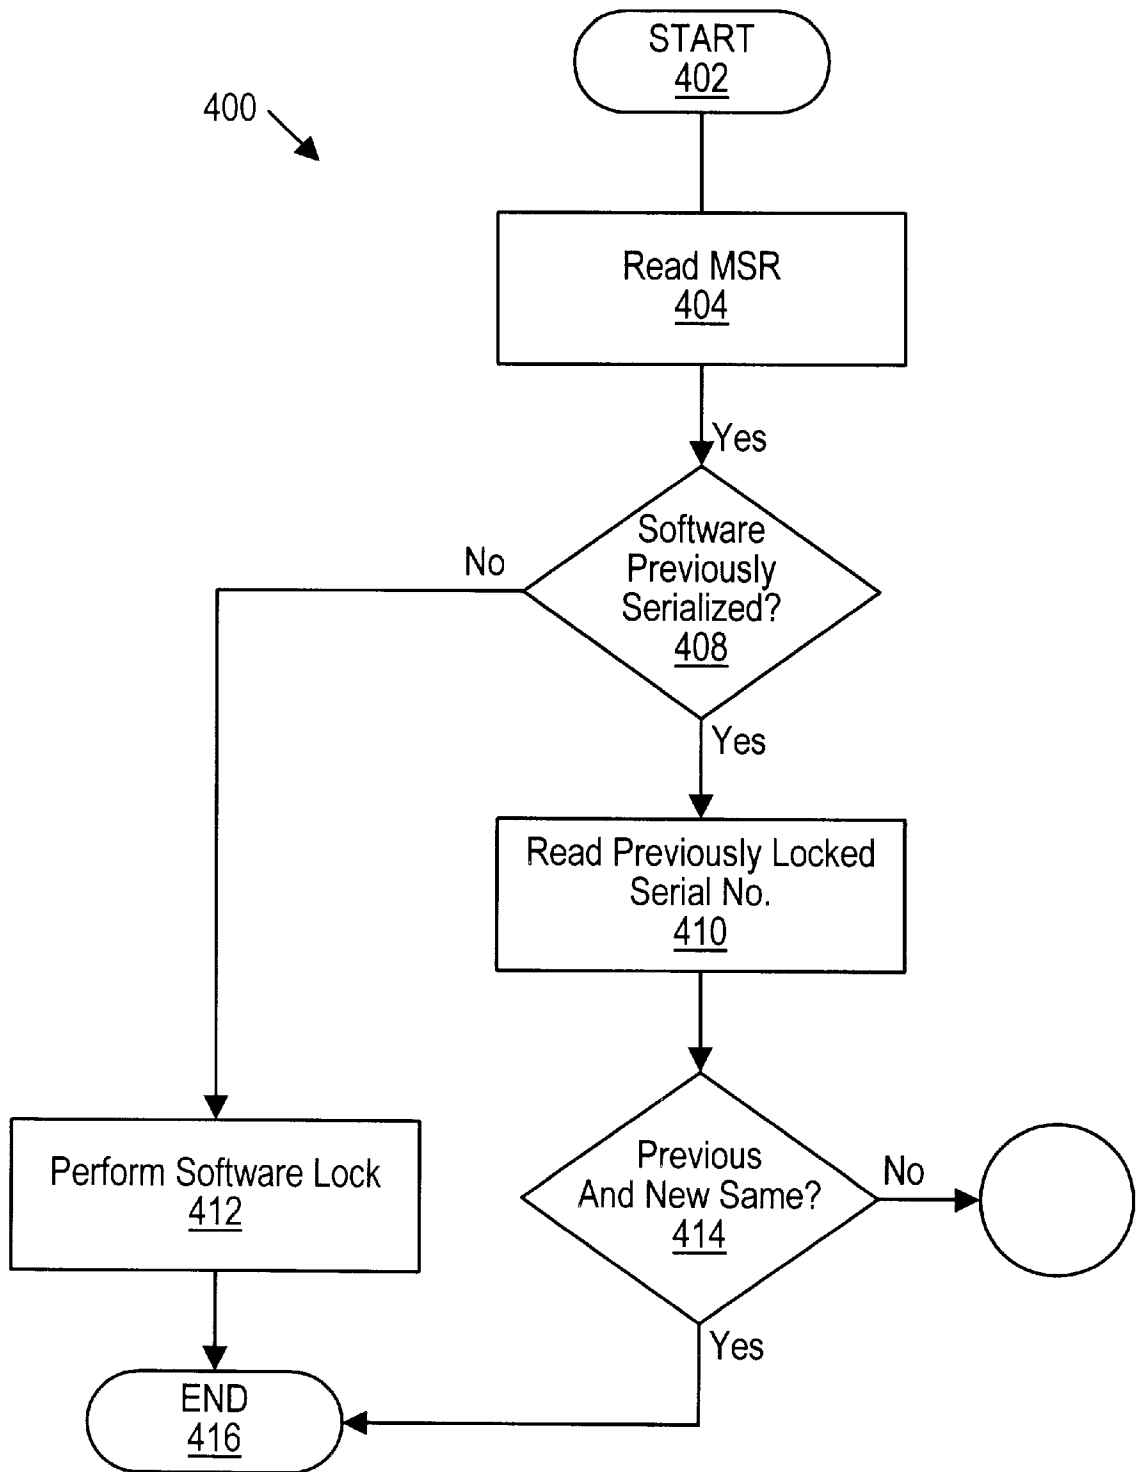 START
402
400
Read MSR
404
Yes
Software
Previously
Serialized?
408
No
Yes
Read Previously Locked
Serial No.
410
Perform Software Lock
412
Previous
And New Same?
414
No
Yes
END
416